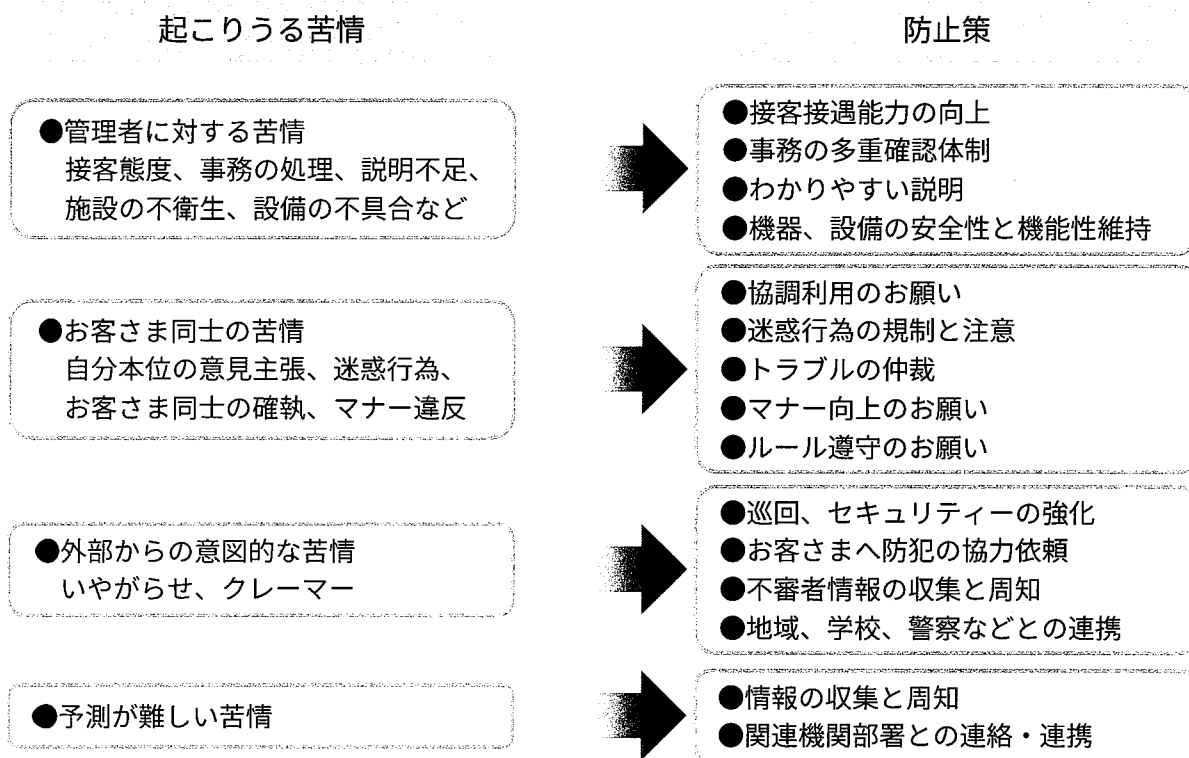 起こりうる苦情
防止策
●管理者に対する苦情
接客態度、事務の処理、説明不足、
施設の不衛生、設備の不具合など
●接客接遇能力の向上
●事務の多重確認体制
●わかりやすい説明
●機器、設備の安全性と機能性維持
●お客さま同士の苦情
自分本位の意見主張、迷惑行為、
お客さま同士の確執、マナー違反
●協調利用のお願い
●迷惑行為の規制と注意
●トラブルの仲裁
●マナー向上のお願い
●ルール遵守のお願い
●外部からの意図的な苦情
いやがらせ、クレーマー
●巡回、セキュリティーの強化
●お客さまへ防犯の協力依頼
●不審者情報の収集と周知
●地域、学校、警察などとの連携
●予測が難しい苦情
●情報の収集と周知
●関連機関部署との連絡・連携